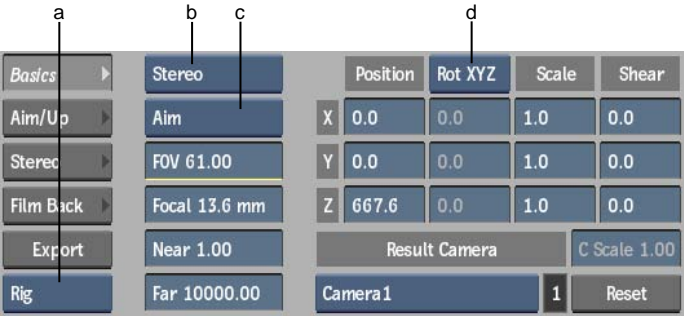 a b c d
Basics Stereo Position Rot XYZ Scale Shear
Aim/Up Aim X 0.0 0.0 1.0 0.0
Stereo FOV 61.00 Y 0.0 0.0 1.0 0.0
Film Back Focal 13.6 mm Z 667.6 0.0 1.0 0.0
Export Near 1.00 Result Camera C Scale 1.00
Rig Far 10000.00 Camera1 1 Reset